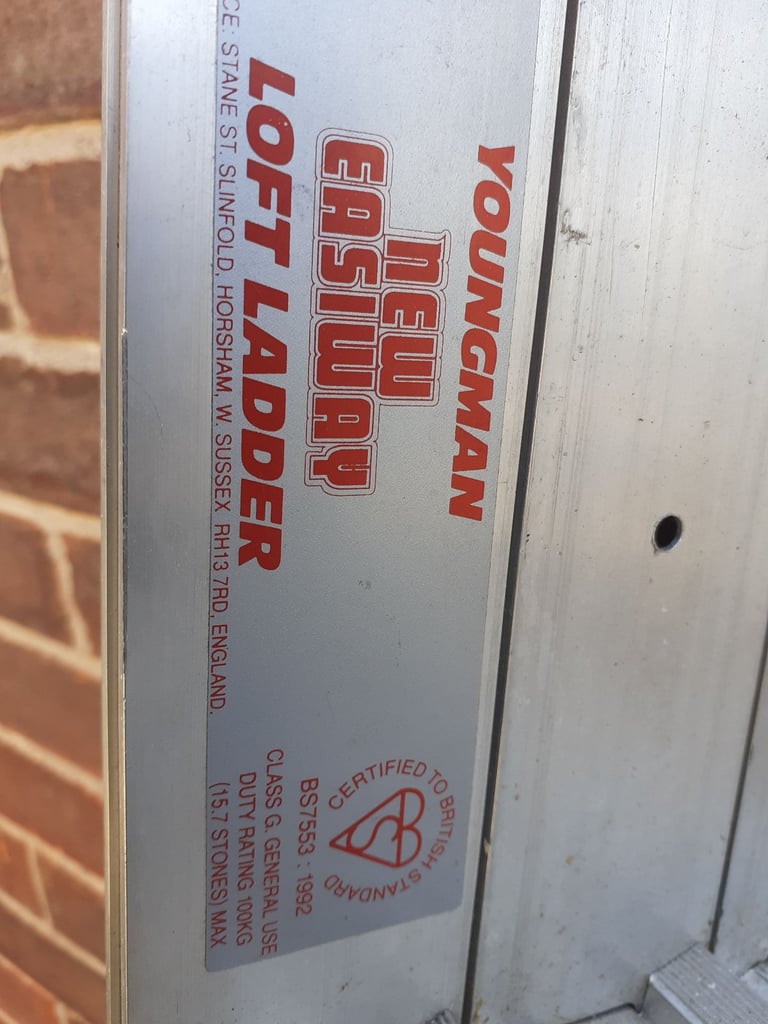 YOUNGMAN
NEW
EASIWAY
LOFT LADDER
STANE ST. SLINFOLD, HORSHAM, W. SUSSEX RH13 7RD, ENGLAND.
CERTIFIED TO BRITISH STANDARD
BS7553 : 1992
CLASS G. GENERAL USE
DUTY RATING 100KG
(15.7 STONES) MAX